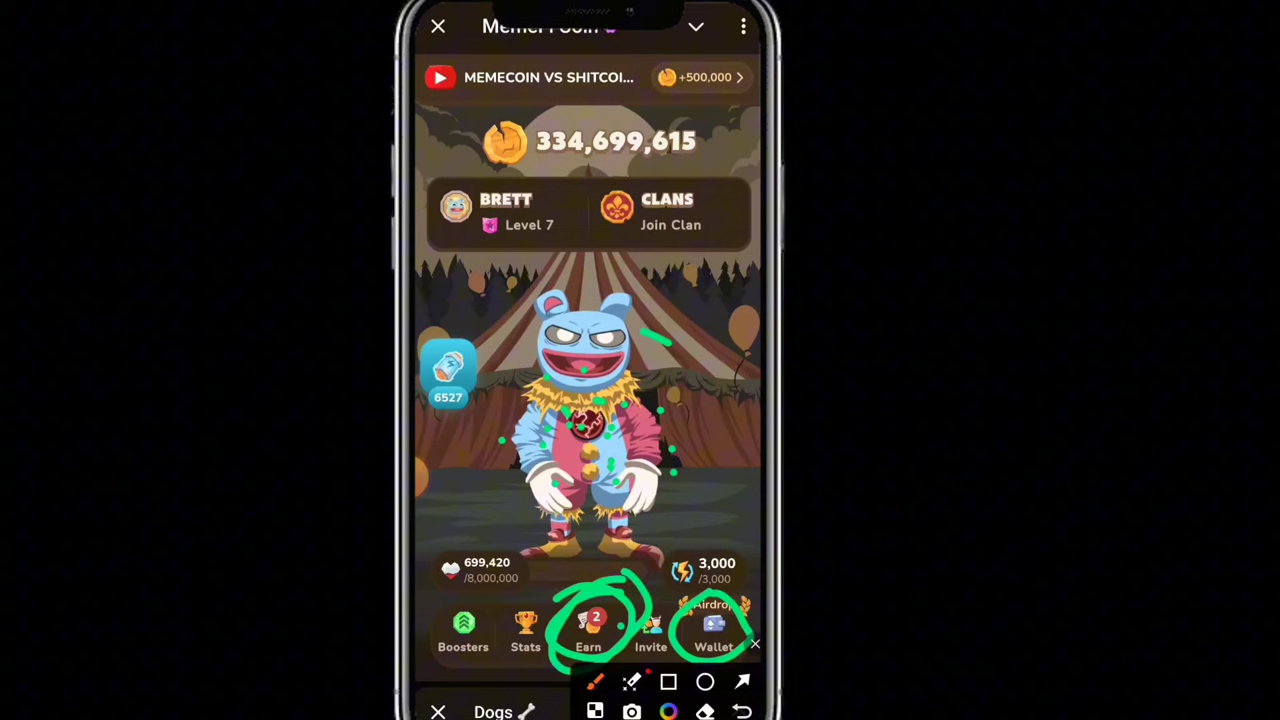 MEMECOIN VS SHITCOI...
+500,000
334,699,615
BRETT
Level 7
CLANS
Join Clan
6527
699,420
/8,000,000
3,000
/3,000
Airdrop
2
Boosters
Stats
Earn
Invite
Wallet
Dogs